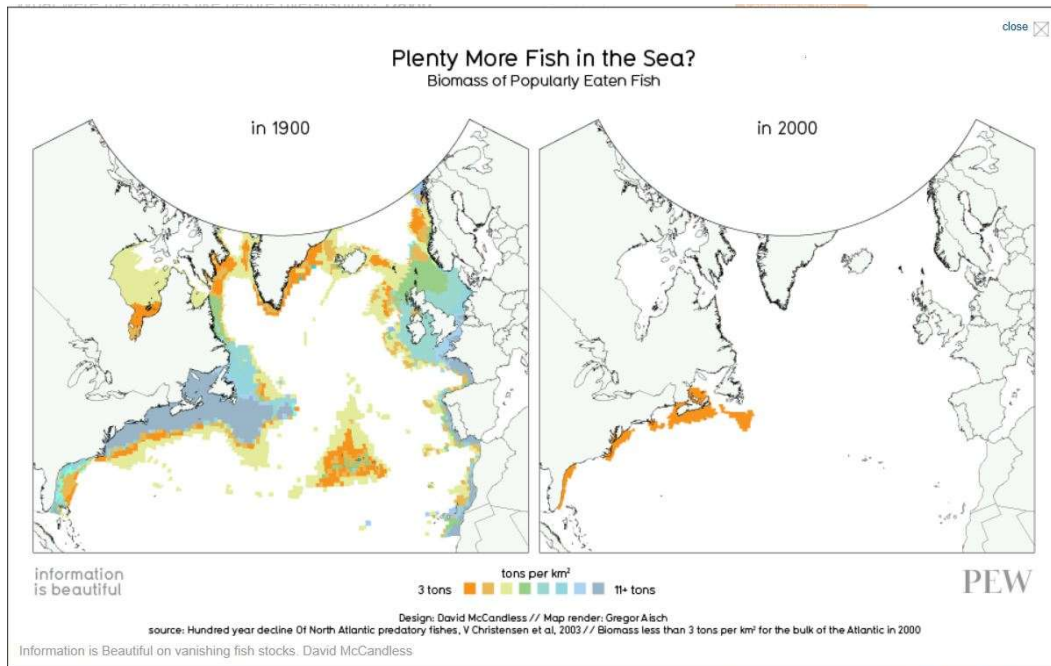 close
Plenty More Fish in the Sea?
Biomass of Popularly Eaten Fish
in 1900
in 2000
information
is beautiful
tons per km²
3 tons
11+ tons
PEW
Design: David McCandless // Map render: Gregor Aisch
source: Hundred year decline Of North Atlantic predatory fishes, V Christensen et al, 2003 // Biomass less than 3 tons per km² for the bulk of the Atlantic in 2000
Information is Beautiful on vanishing fish stocks. David McCandless